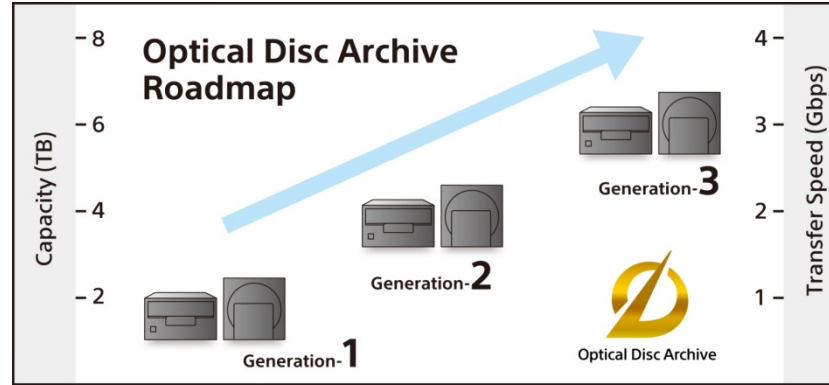 Optical Disc Archive
Roadmap
Capacity (TB)
8
6
4
2
Transfer Speed (Gbps)
4
3
2
1
Generation-1
Generation-2
Generation-3
Optical Disc Archive